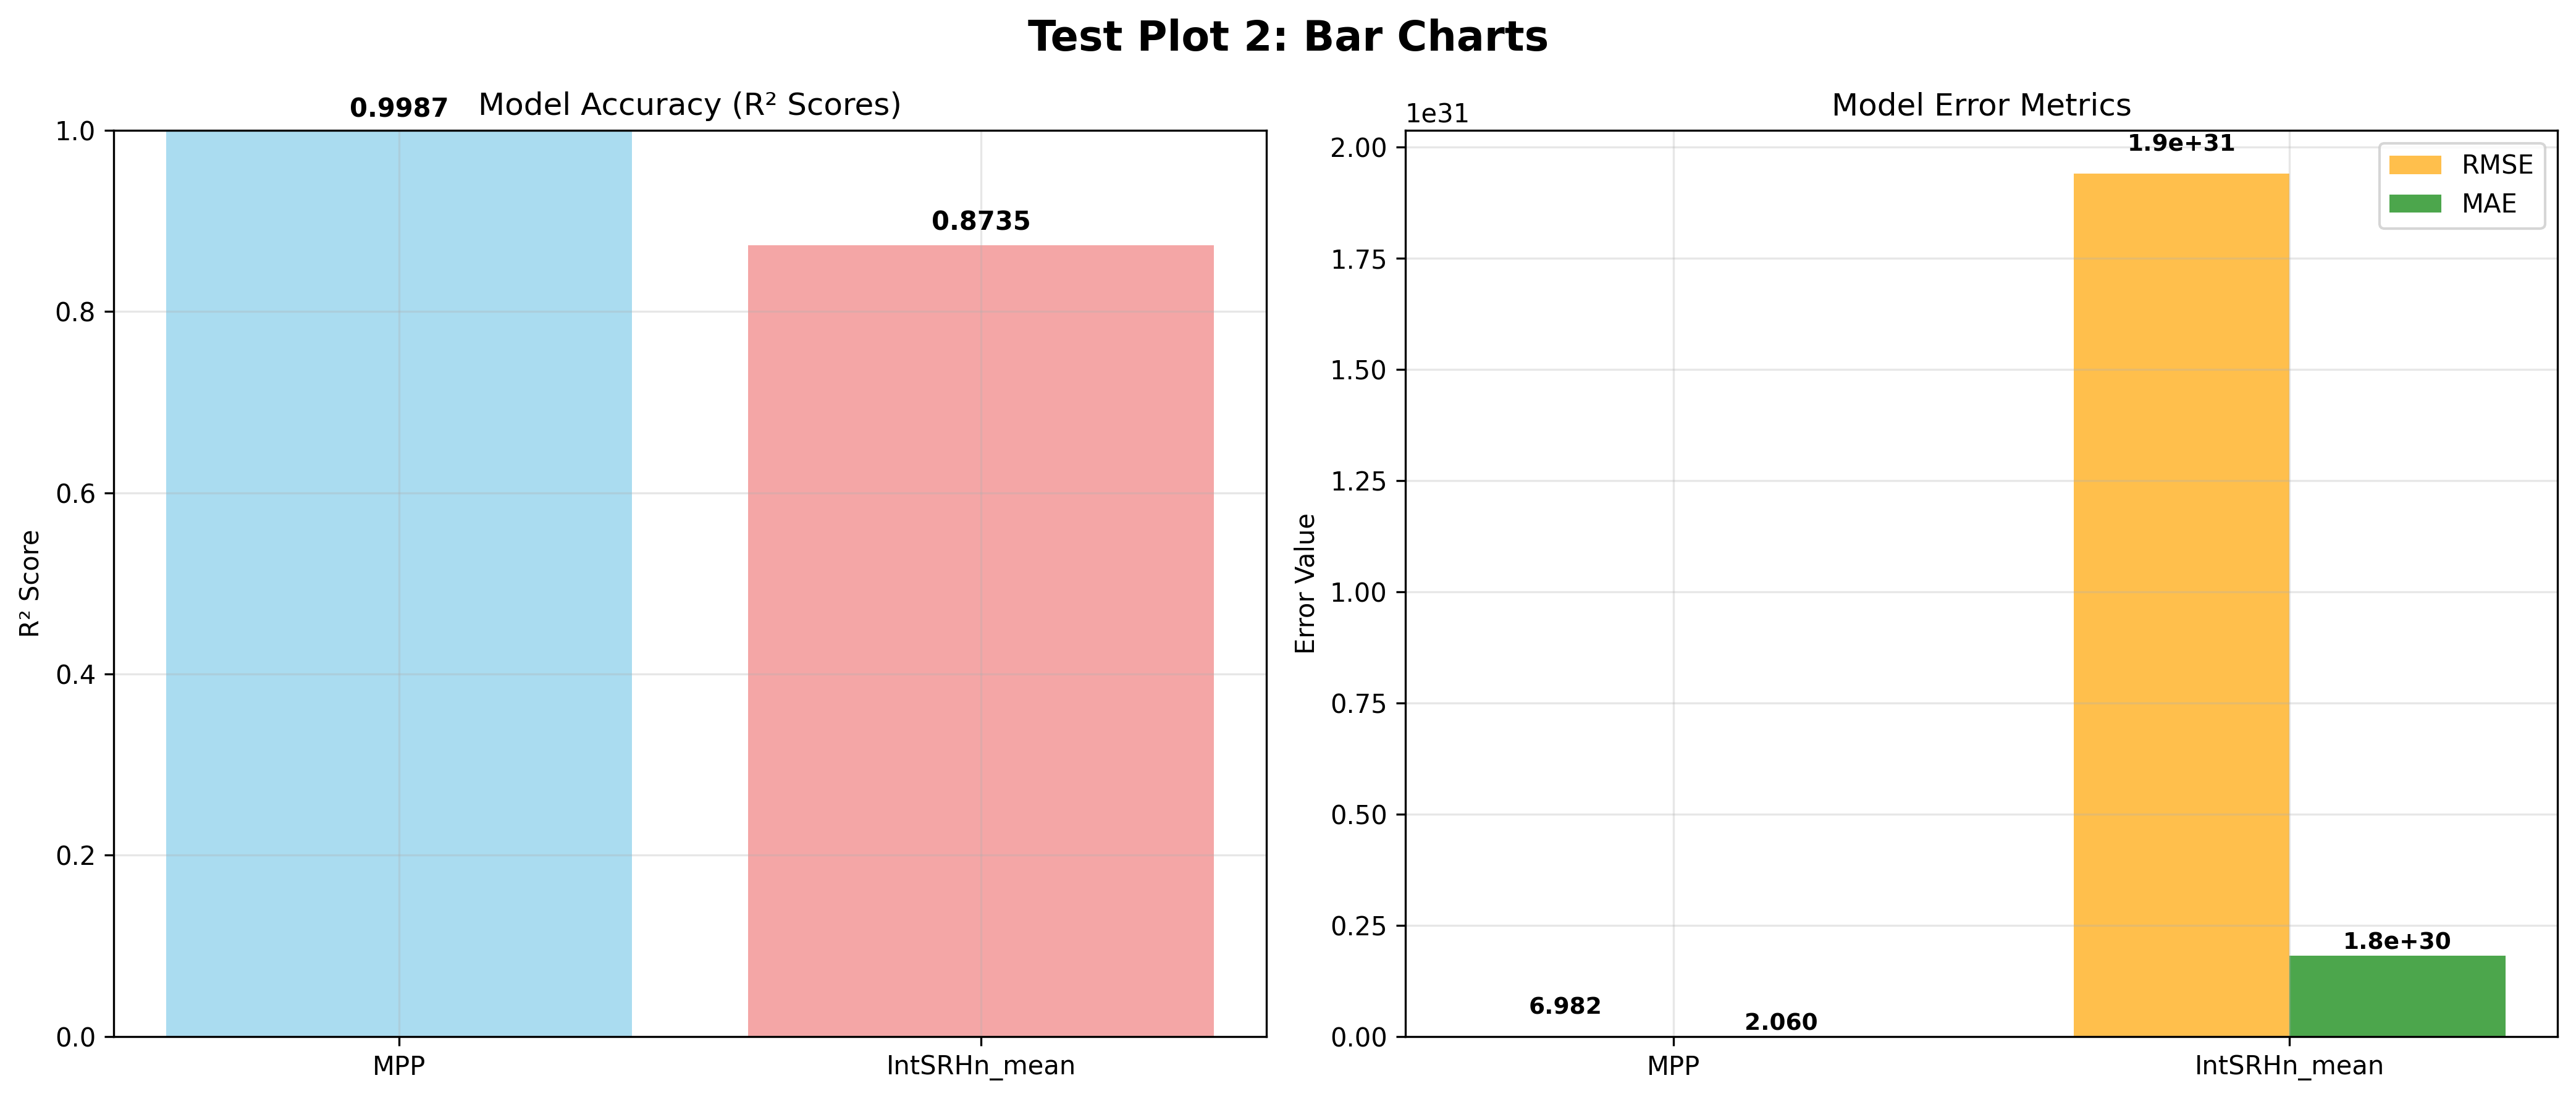 Test Plot 2: Bar Charts
Model Accuracy (R² Scores)
0.9987
0.8735
R² Score
1.0
0.8
0.6
0.4
0.2
0.0
MPP
IntSRHn_mean
Model Error Metrics
1e31
1.9e+31
RMSE
MAE
Error Value
2.00
1.75
1.50
1.25
1.00
0.75
0.50
0.25
0.00
1.8e+30
6.982
2.060
MPP
IntSRHn_mean